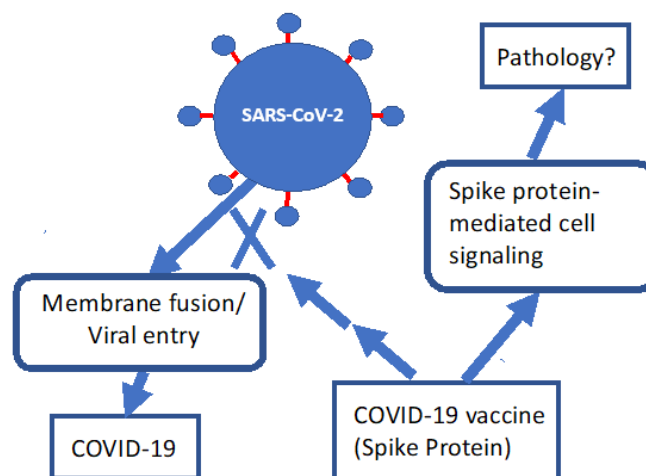 Pathology?
SARS-CoV-2
Spike protein-
mediated cell
signaling
Membrane fusion/
Viral entry
COVID-19 vaccine
(Spike Protein)
COVID-19